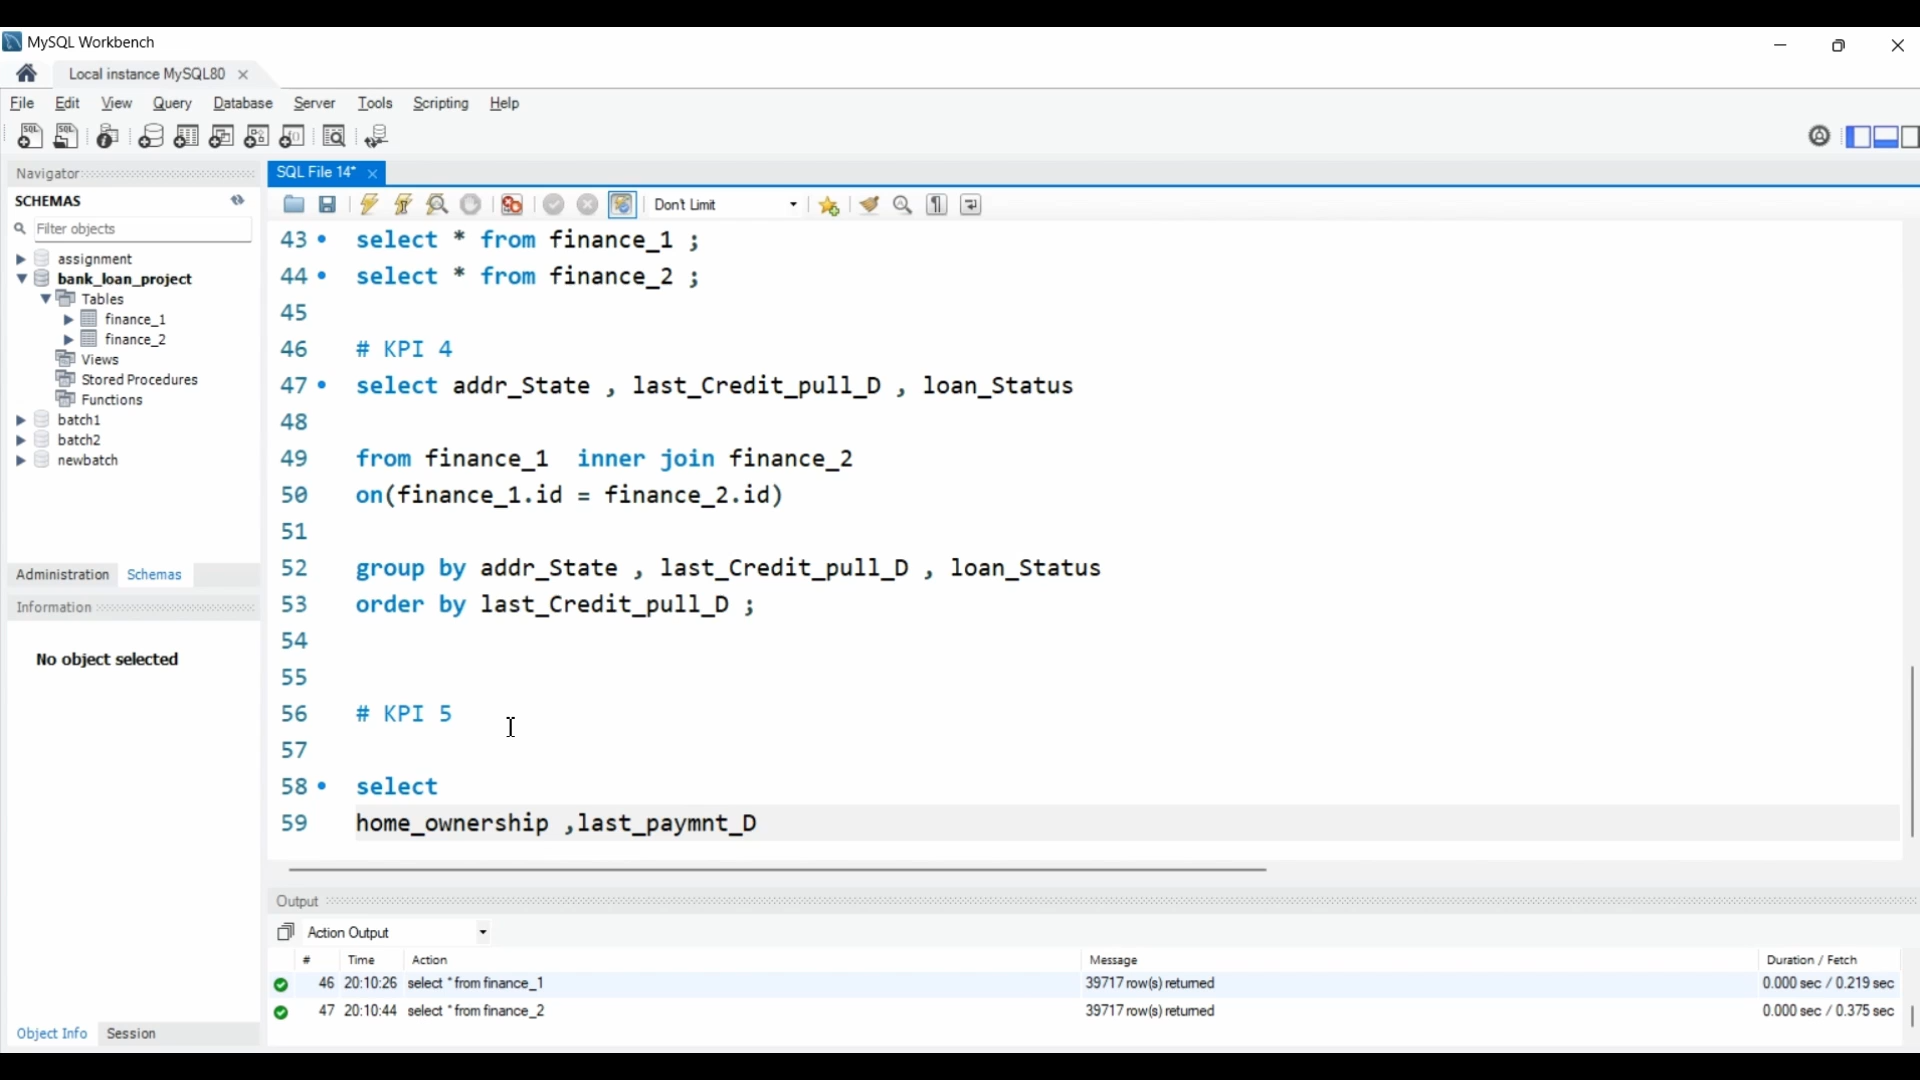 MySQL Workbench
Local instance MySQL80
File Edit View Query Database Server Tools Scripting Help
Navigator
SCHEMAS
Filter objects
assignment
bank_loan_project
Tables
finance_1
finance_2
Views
Stored Procedures
Functions
batch1
batch2
newbatch
Administration Schemas
Information
No object selected
Object Info Session
SQL File 14*
Don't Limit
43 select * from finance_1 ;
44 select * from finance_2 ;
45
46 # KPI 4
47 select addr_State , last_Credit_pull_D , loan_Status
48
49 from finance_1 inner join finance_2
50 on(finance_1.id = finance_2.id)
51
52 group by addr_State , last_Credit_pull_D , loan_Status
53 order by last_Credit_pull_D ;
54
55
56 # KPI 5
57
58 select
59 home_ownership ,last_paymnt_D
Output
Action Output
# Time Action Message Duration / Fetch
46 20:10:26 select * from finance_1 39717 row(s) returned 0.000 sec / 0.219 sec
47 20:10:44 select * from finance_2 39717 row(s) returned 0.000 sec / 0.375 sec